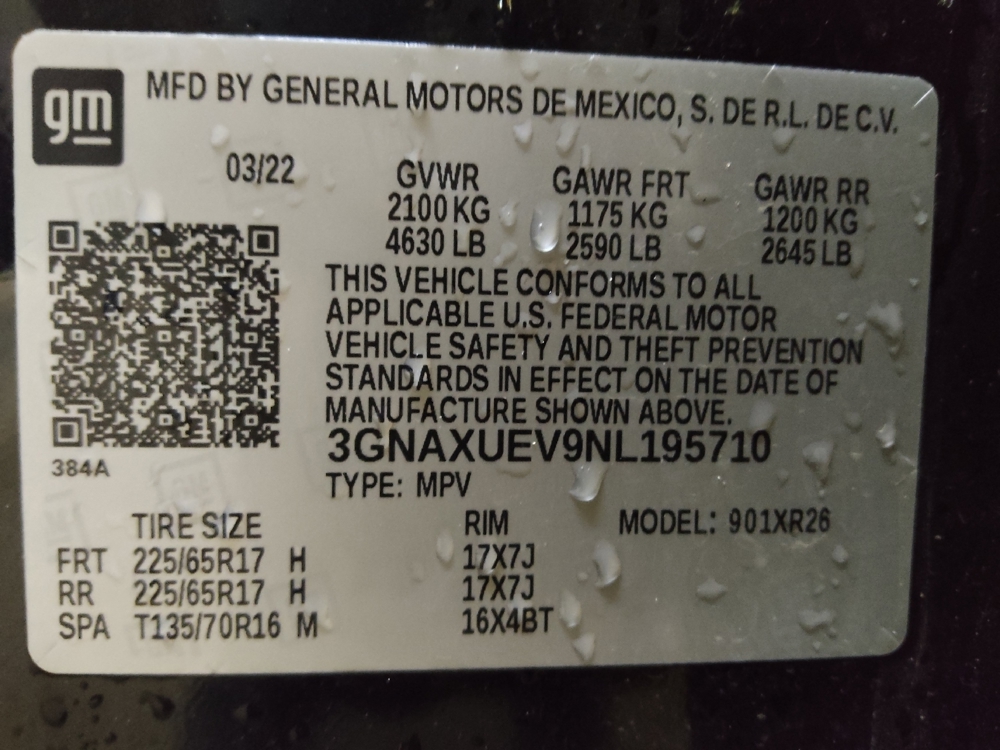 gm
MFD BY GENERAL MOTORS DE MEXICO, S. DE R.L. DE C.V.
03/22 GVWR GAWR FRT GAWR RR
2100 KG 1175 KG 1200 KG
4630 LB 2590 LB 2645 LB
THIS VEHICLE CONFORMS TO ALL
APPLICABLE U.S. FEDERAL MOTOR
VEHICLE SAFETY AND THEFT PREVENTION
STANDARDS IN EFFECT ON THE DATE OF
MANUFACTURE SHOWN ABOVE.
3GNAXUEV9NL195710
384A
TYPE: MPV
TIRE SIZE RIM MODEL: 901XR26
FRT 225/65R17 H 17X7J
RR 225/65R17 H 17X7J
SPA T135/70R16 M 16X4BT